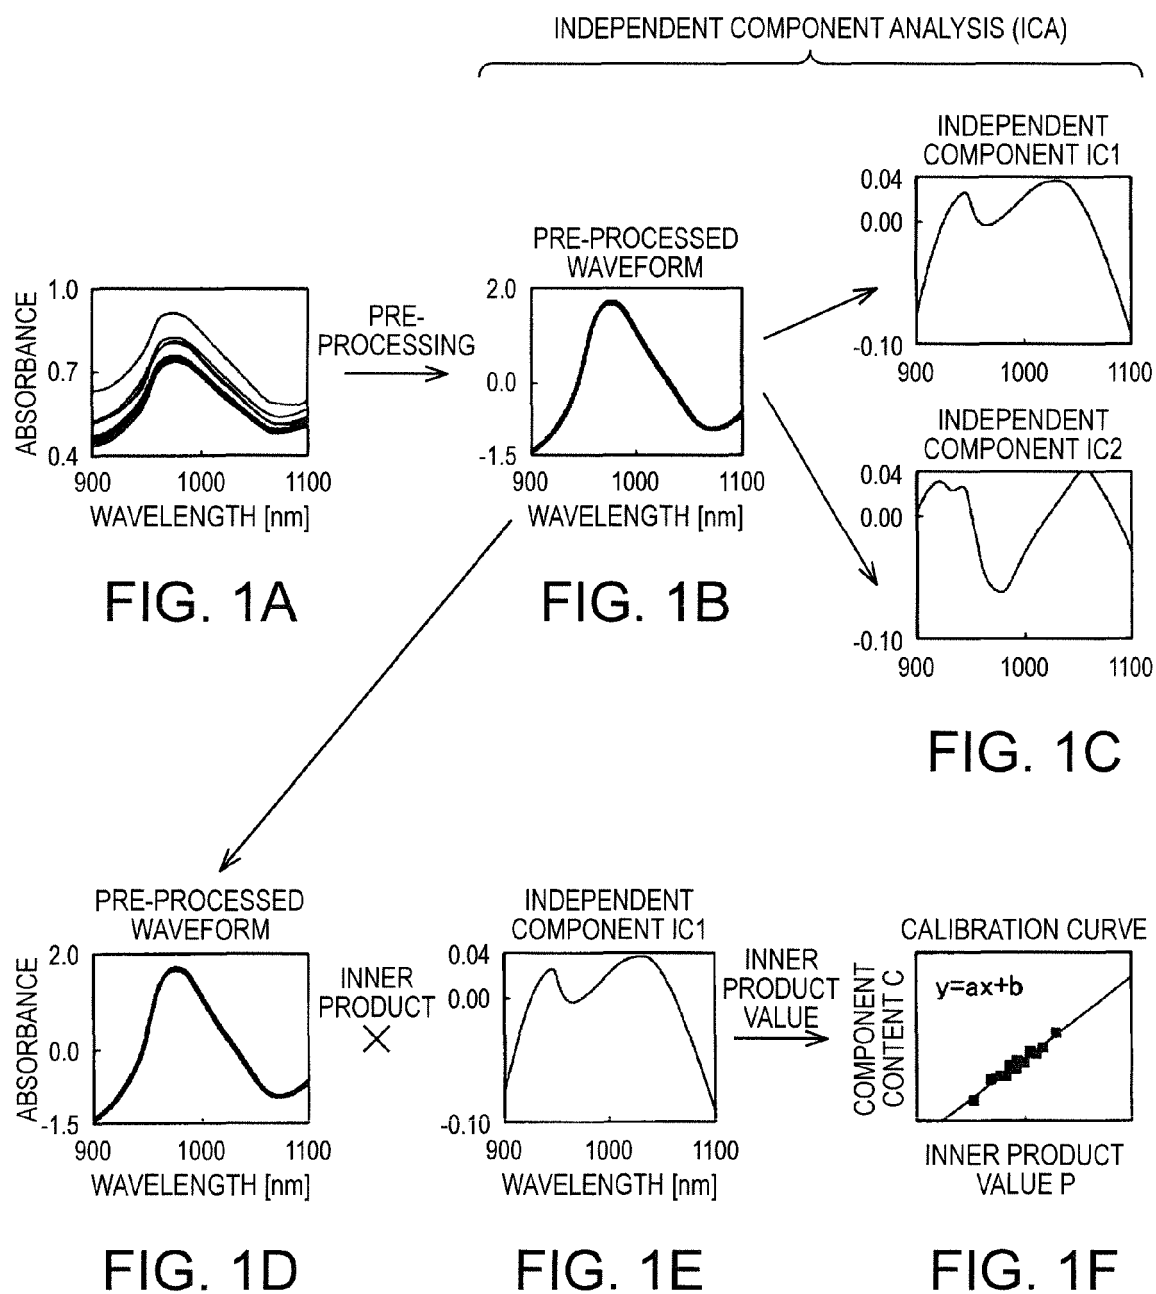 INDEPENDENT COMPONENT ANALYSIS (ICA)
INDEPENDENT
COMPONENT IC1
0.04
0.00
-0.10
900
1000
1100
PRE-PROCESSED
WAVEFORM
2.0
0.0
-1.5
900
1000
1100
WAVELENGTH [nm]
ABSORBANCE
1.0
0.7
0.4
900
1000
1100
WAVELENGTH [nm]
PRE-
PROCESSING
INDEPENDENT
COMPONENT IC2
0.04
0.00
-0.10
900
1000
1100
FIG. 1A
FIG. 1B
FIG. 1C
PRE-PROCESSED
WAVEFORM
ABSORBANCE
2.0
0.0
-1.5
900
1000
1100
WAVELENGTH [nm]
INNER
PRODUCT
×
INDEPENDENT
COMPONENT IC1
0.04
0.00
-0.10
900
1000
1100
WAVELENGTH [nm]
INNER
PRODUCT
VALUE
CALIBRATION CURVE
COMPONENT
CONTENT C
y=ax+b
INNER PRODUCT
VALUE P
FIG. 1D
FIG. 1E
FIG. 1F